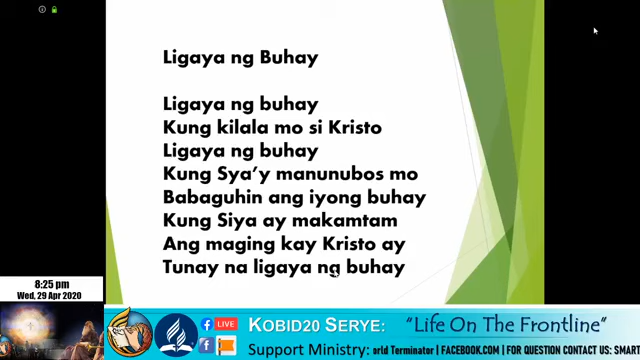 Ligaya ng Buhay
Ligaya ng buhay
Kung kilala mo si Kristo
Ligaya ng buhay
Kung Sya'y manunubos mo
Babaguhin ang iyong buhay
Kung Siya ay makamtam
Ang maging kay Kristo ay
Tunay na ligaya ng buhay
8:25 pm
Wed, 29 Apr 2020
LIVE
KOBID20 SERYE: "Life On The Frontline"
Support Ministry: orld Terminator | FACEBOOK.COM | FOR QUESTION CONTACT US: SMAR